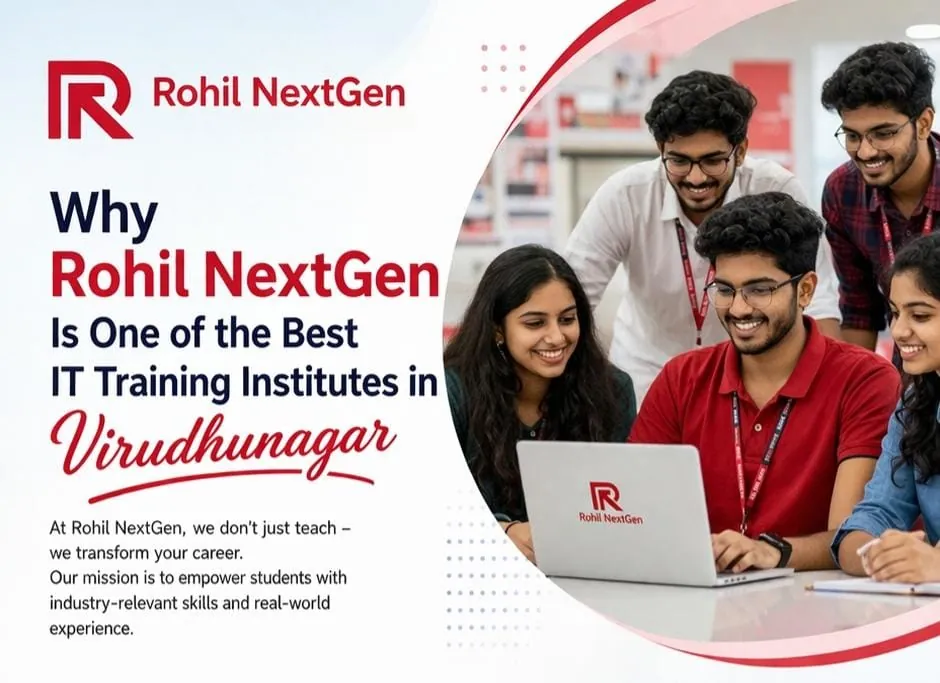 Rohil NextGen
Why
Rohil NextGen
Is One of the Best
IT Training Institutes in
Virudhunagar
At Rohil NextGen, we don't just teach –
we transform your career.
Our mission is to empower students with
industry-relevant skills and real-world
experience.
Rohil NextGen